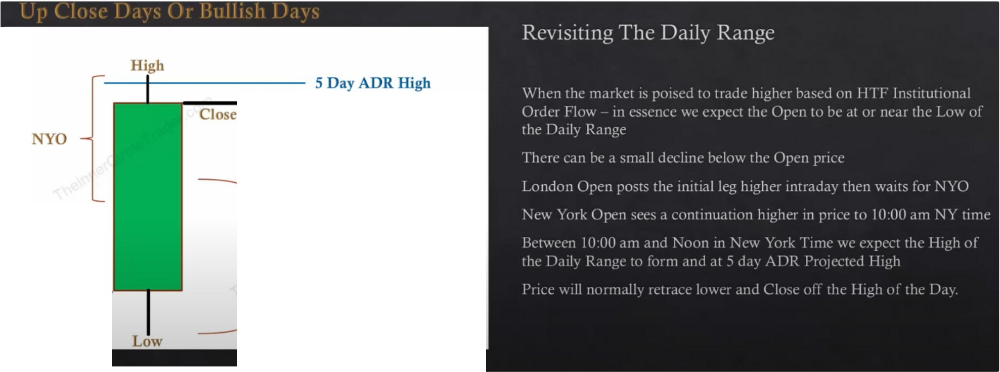 Up Close Days Or Bullish Days
High
5 Day ADR High
Close
NYO
TheInnerCircleTrader.com
Low
Revisiting The Daily Range
When the market is poised to trade higher based on HTF Institutional
Order Flow – in essence we expect the Open to be at or near the Low of
the Daily Range
There can be a small decline below the Open price
London Open posts the initial leg higher intraday then waits for NYO
New York Open sees a continuation higher in price to 10:00 am NY time
Between 10:00 am and Noon in New York Time we expect the High of
the Daily Range to form and at 5 day ADR Projected High
Price will normally retrace lower and Close off the High of the Day.